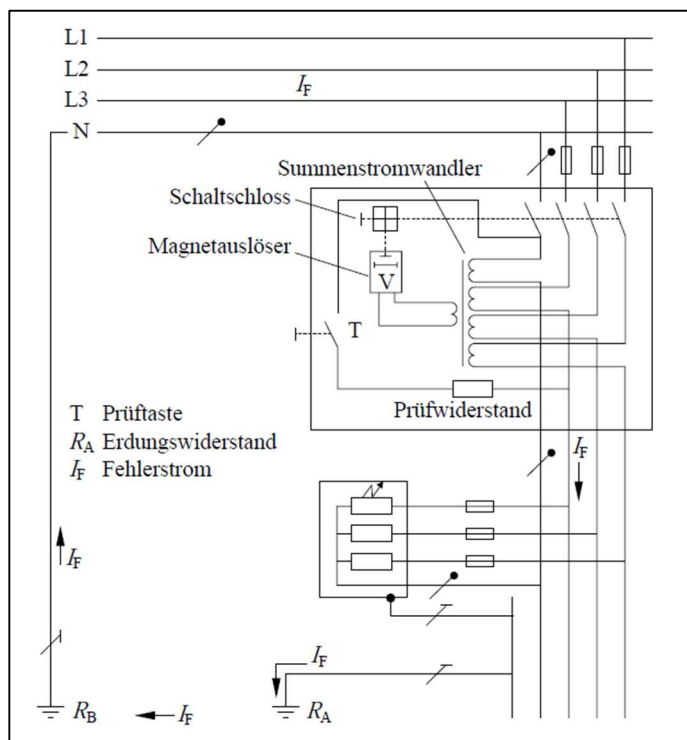 L1
L2
L3
I_F
N
Summenstromwandler
Schaltschloss
Magnetauslöser
V
T
Prüfwiderstand
T Prüftaste
R_A Erdungswiderstand
I_F Fehlerstrom
I_F
I_F
I_F
R_B
I_F
R_A